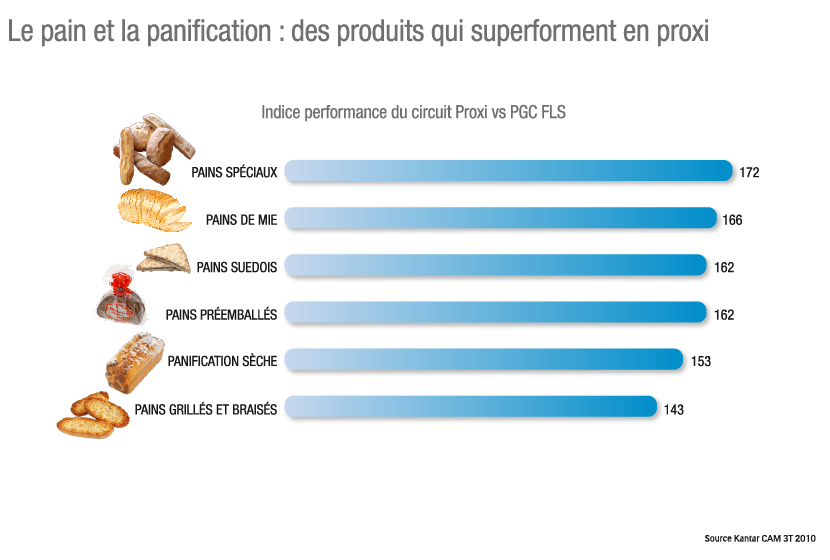 Le pain et la panification : des produits qui superforment en proxi
Indice performance du circuit Proxi vs PGC FLS
PAINS SPÉCIAUX 172
PAINS DE MIE 166
PAINS SUEDOIS 162
PAINS PRÉEMBALLÉS 162
PANIFICATION SÈCHE 153
PAINS GRILLÉS ET BRAISÉS 143
Source Kantar CAM 3T 2010